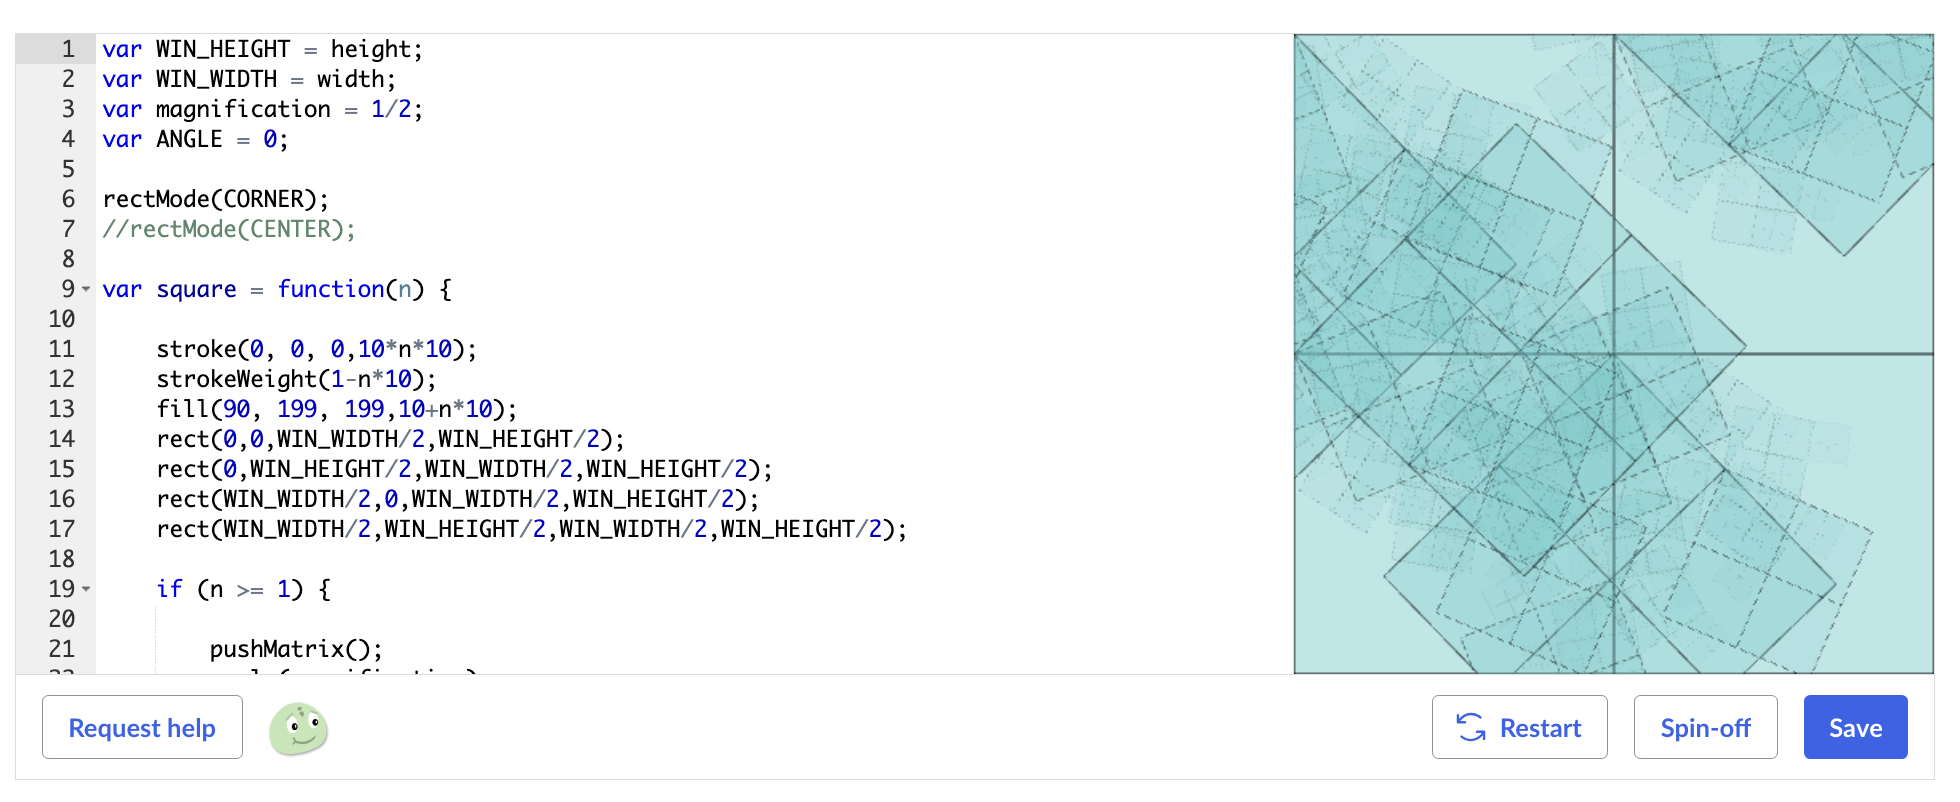 1 var WIN_HEIGHT = height;
2 var WIN_WIDTH = width;
3 var magnification = 1/2;
4 var ANGLE = 0;
5
6 rectMode(CORNER);
7 //rectMode(CENTER);
8
9 var square = function(n) {
10
11 stroke(0, 0, 0,10*n*10);
12 strokeWeight(1-n*10);
13 fill(90, 199, 199,10+n*10);
14 rect(0,0,WIN_WIDTH/2,WIN_HEIGHT/2);
15 rect(0,WIN_HEIGHT/2,WIN_WIDTH/2,WIN_HEIGHT/2);
16 rect(WIN_WIDTH/2,0,WIN_WIDTH/2,WIN_HEIGHT/2);
17 rect(WIN_WIDTH/2,WIN_HEIGHT/2,WIN_WIDTH/2,WIN_HEIGHT/2);
18
19 if (n >= 1) {
20
21 pushMatrix();
Request help
Restart
Spin-off
Save